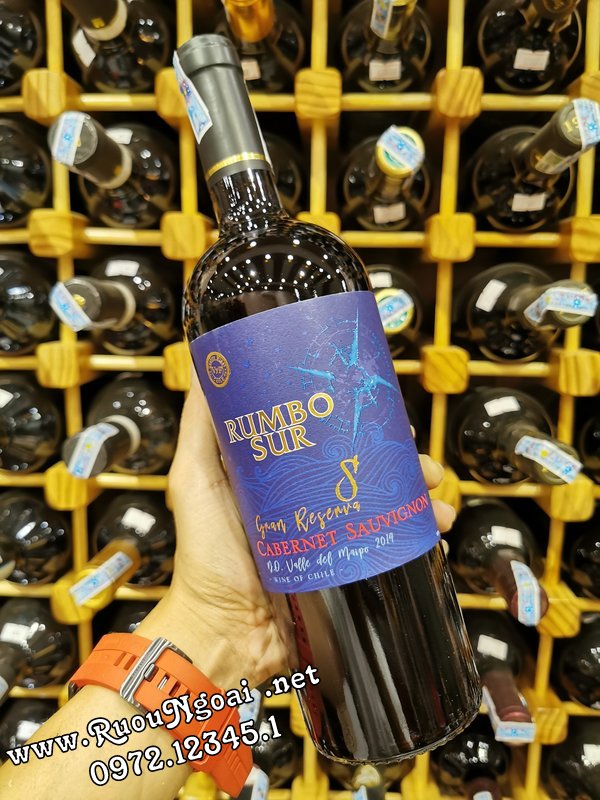 RUMBO
SUR
S
Gran Reserva
CABERNET SAUVIGNON
D.O. Valle del Maipo 2019
WINE OF CHILE
www.RuouNgoai.net
0972.12345.1